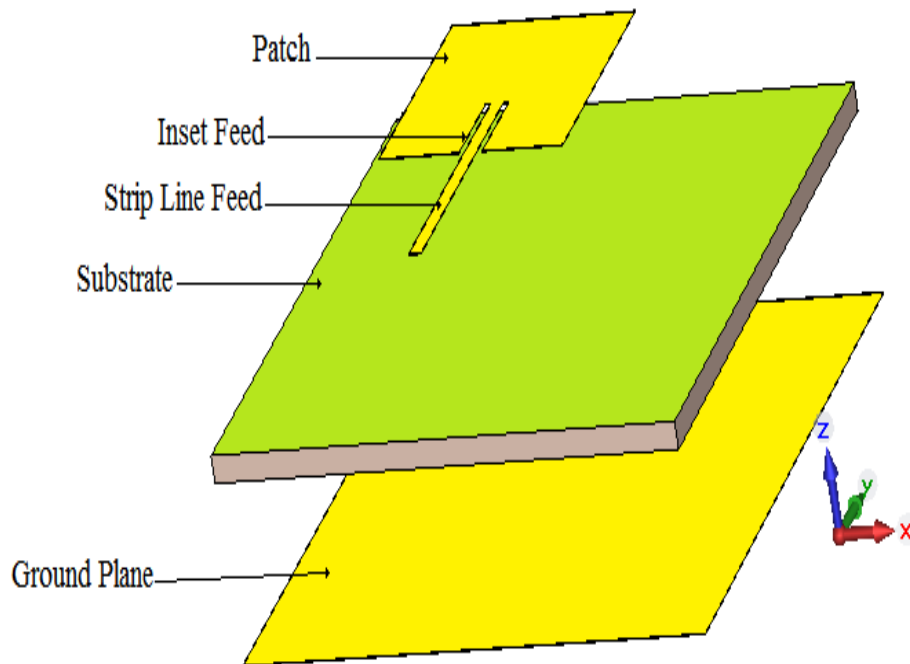 Patch
Inset Feed
Strip Line Feed
Substrate
Ground Plane
z
y
x